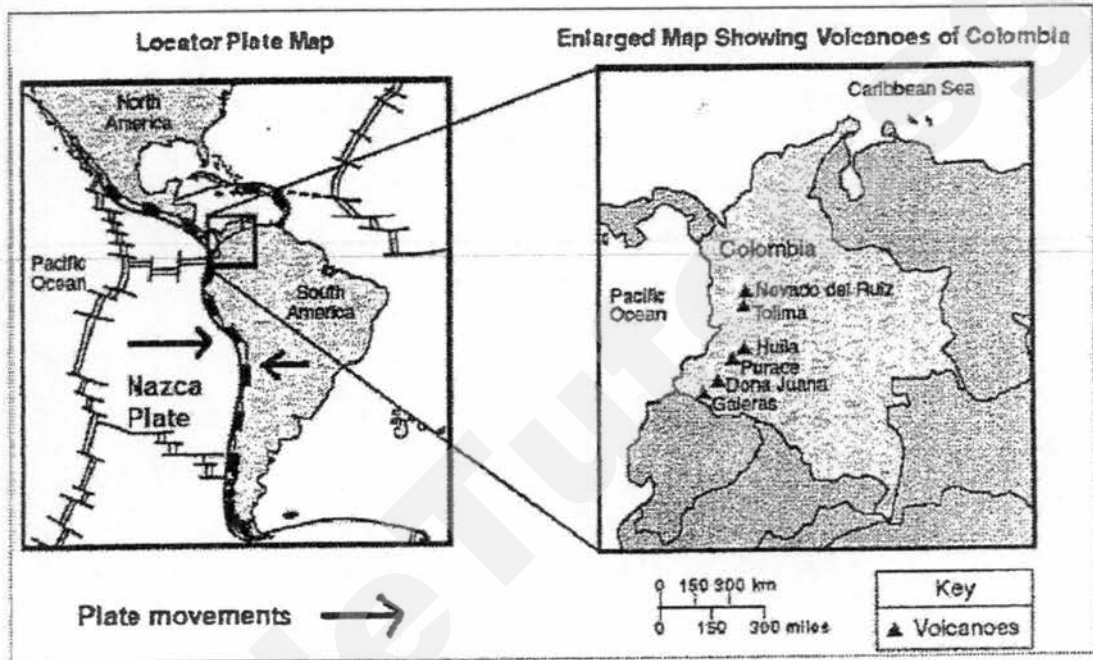 Locator Plate Map
Enlarged Map Showing Volcanoes of Colombia
North
America
Pacific
Ocean
South
America
Nazca
Plate
Caribbean Sea
Colombia
Pacific
Ocean
Nevado del Ruiz
Tolima
Huila
Purace
Dona Juana
Galeras
Plate movements
0 150 300 km
0 150 300 miles
Key
Volcanoes